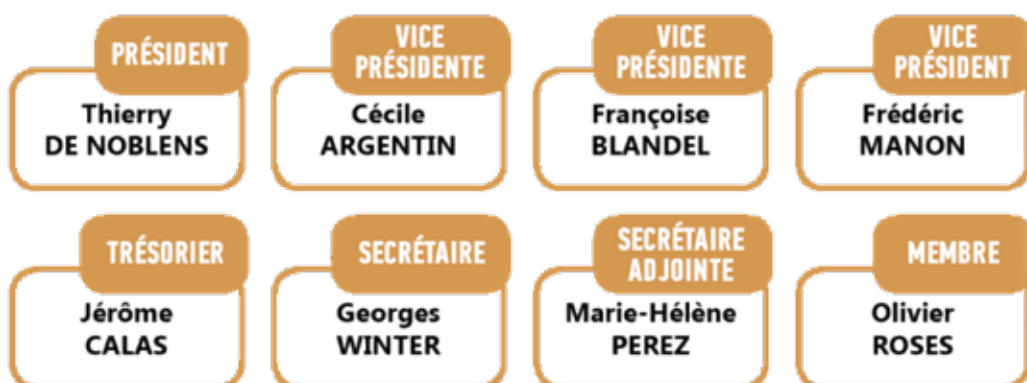 PRÉSIDENT
Thierry
DE NOBLENS
VICE
PRÉSIDENTE
Cécile
ARGENTIN
VICE
PRÉSIDENTE
Françoise
BLANDEL
VICE
PRÉSIDENT
Frédéric
MANON
TRÉSORIER
Jérôme
CALAS
SECRÉTAIRE
Georges
WINTER
SECRÉTAIRE
ADJOINTE
Marie-Hélène
PEREZ
MEMBRE
Olivier
ROSES